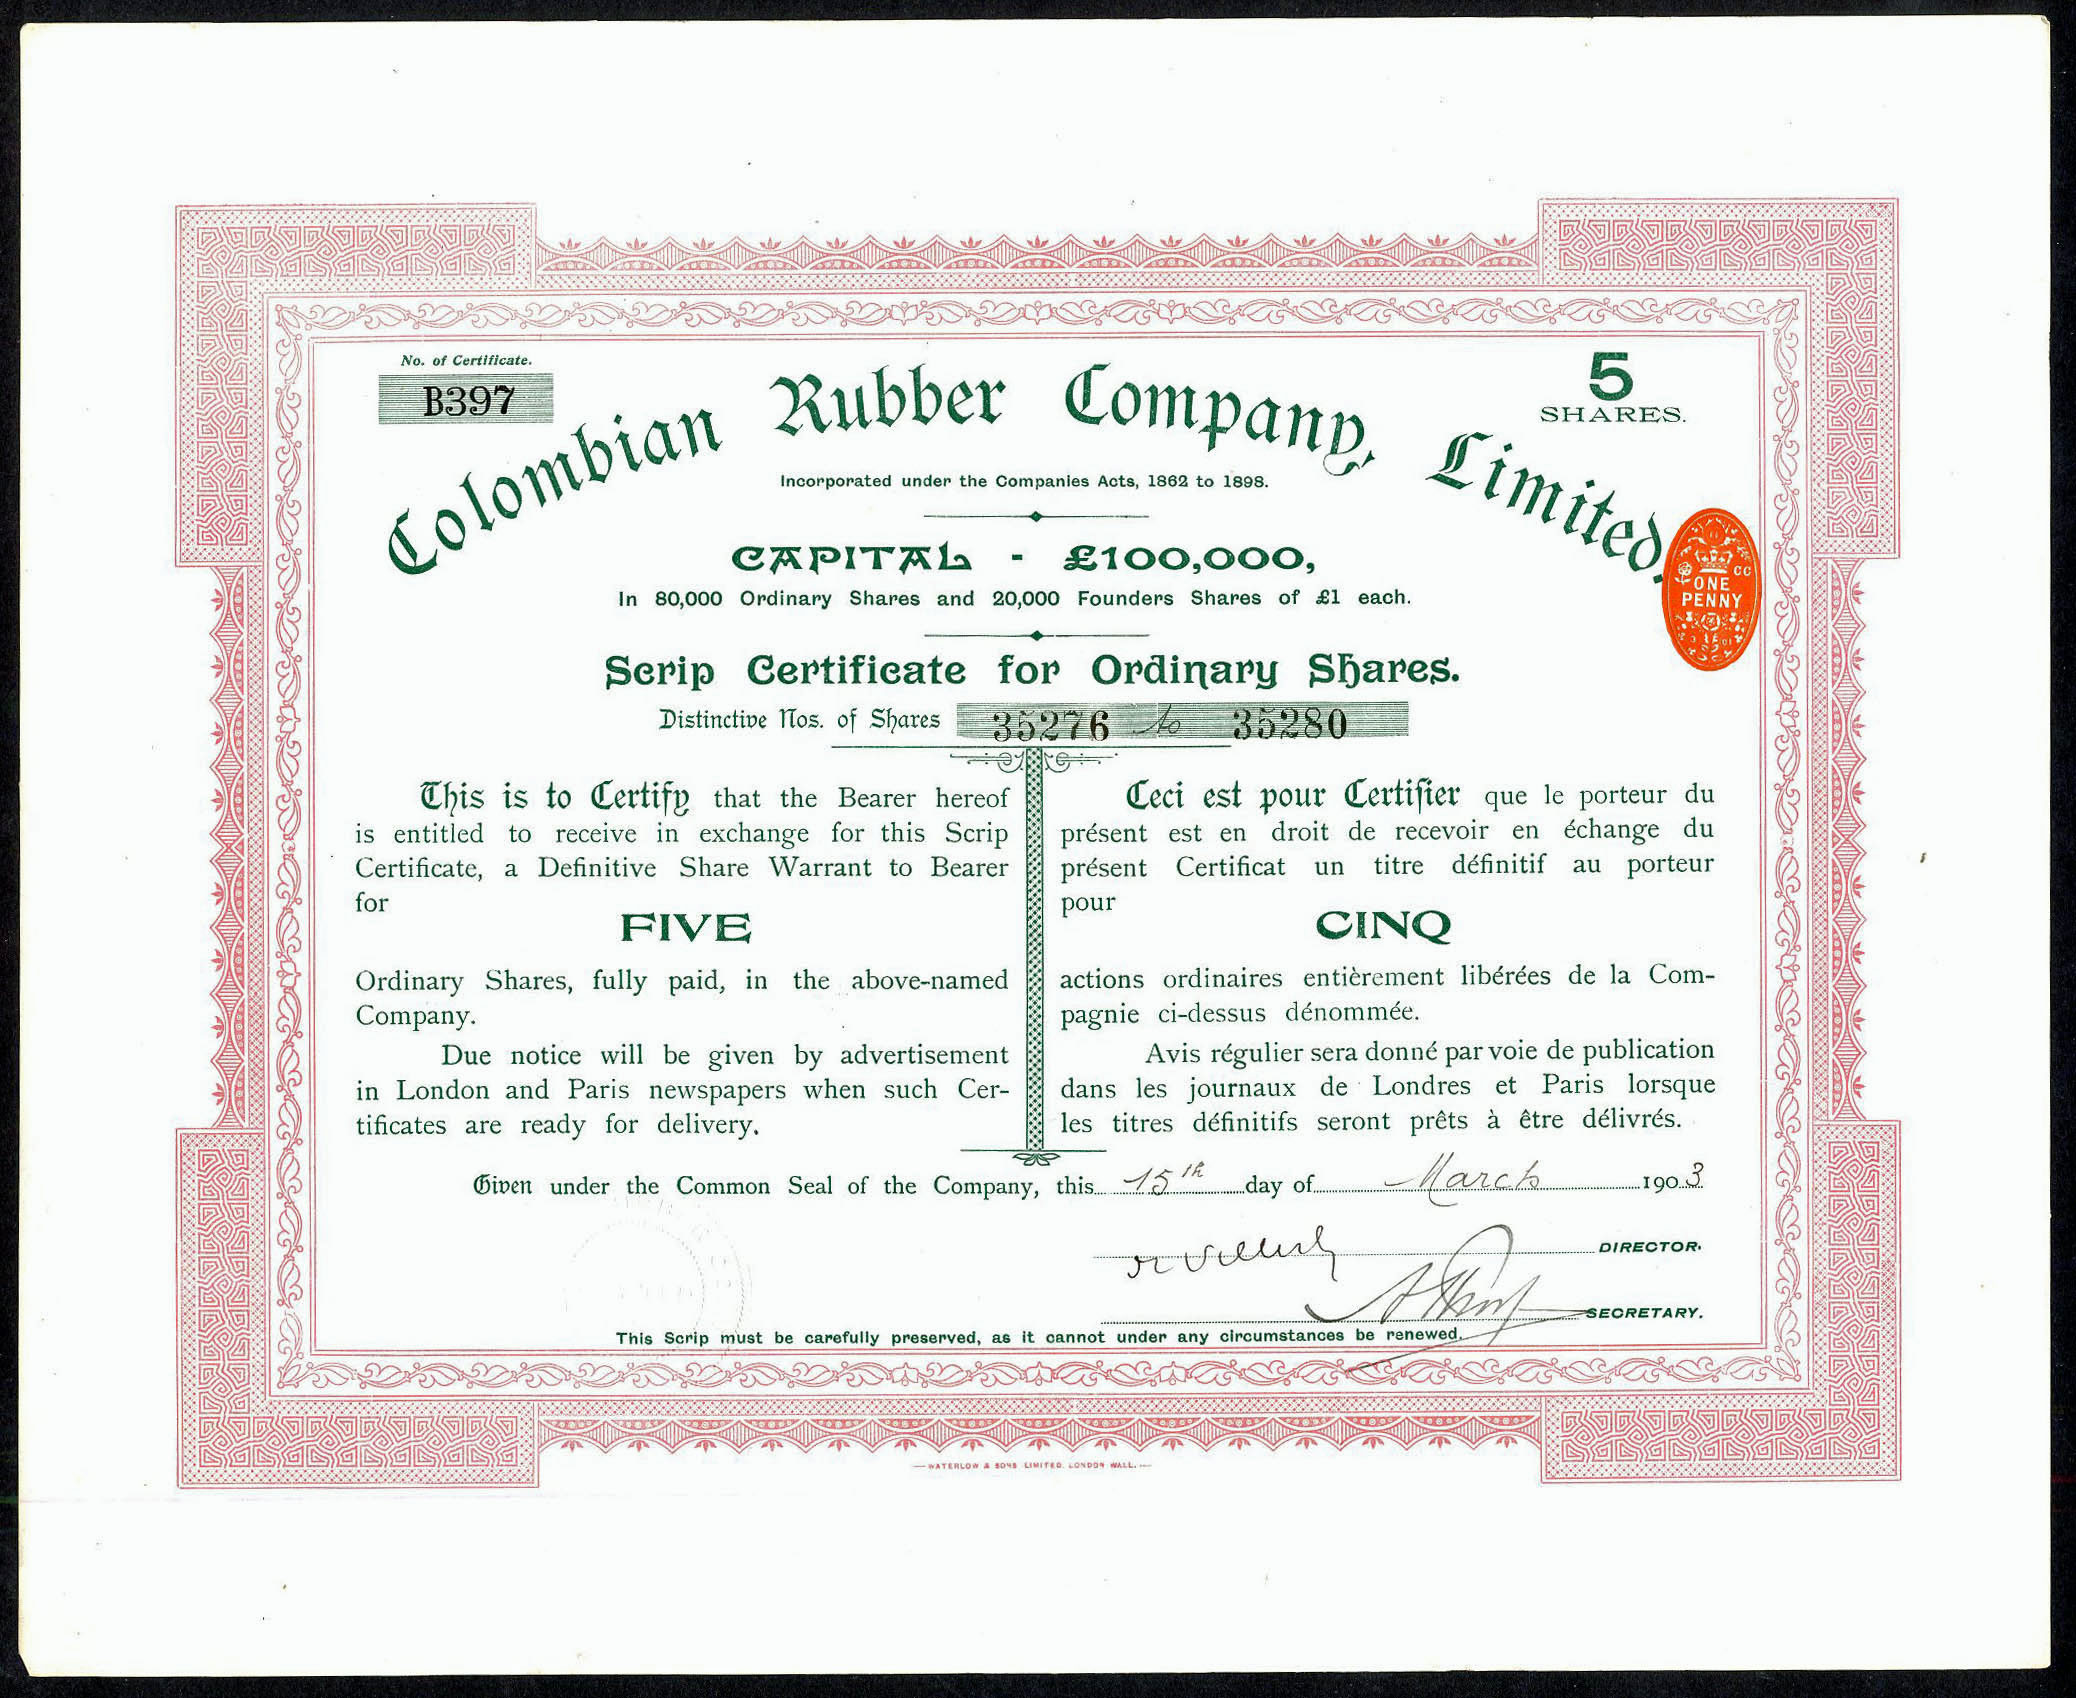 No. of Certificate.
B397
5
SHARES.
Colombian Rubber Company, Limited.
Incorporated under the Companies Acts, 1862 to 1898.
CAPITAL - £100,000,
In 80,000 Ordinary Shares and 20,000 Founders Shares of £1 each.
CC
ONE
PENNY
Scrip Certificate for Ordinary Shares.
Distinctive Nos. of Shares 35276 to 35280
This is to Certify that the Bearer hereof
is entitled to receive in exchange for this Scrip
Certificate, a Definitive Share Warrant to Bearer
for
FIVE
Ordinary Shares, fully paid, in the above-named
Company.
Due notice will be given by advertisement
in London and Paris newspapers when such Cer-
tificates are ready for delivery.
Ceci est pour Certifier que le porteur du
présent est en droit de recevoir en échange du
présent Certificat un titre définitif au porteur
pour
CINQ
actions ordinaires entièrement libérées de la Com-
pagnie ci-dessus dénommée.
Avis régulier sera donné par voie de publication
dans les journaux de Londres et Paris lorsque
les titres définitifs seront prêts à être délivrés.
Given under the Common Seal of the Company, this 15th day of March 1903
DIRECTOR.
SECRETARY.
This Scrip must be carefully preserved, as it cannot under any circumstances be renewed.
WATERLOW & SONS LIMITED. LONDON WALL.